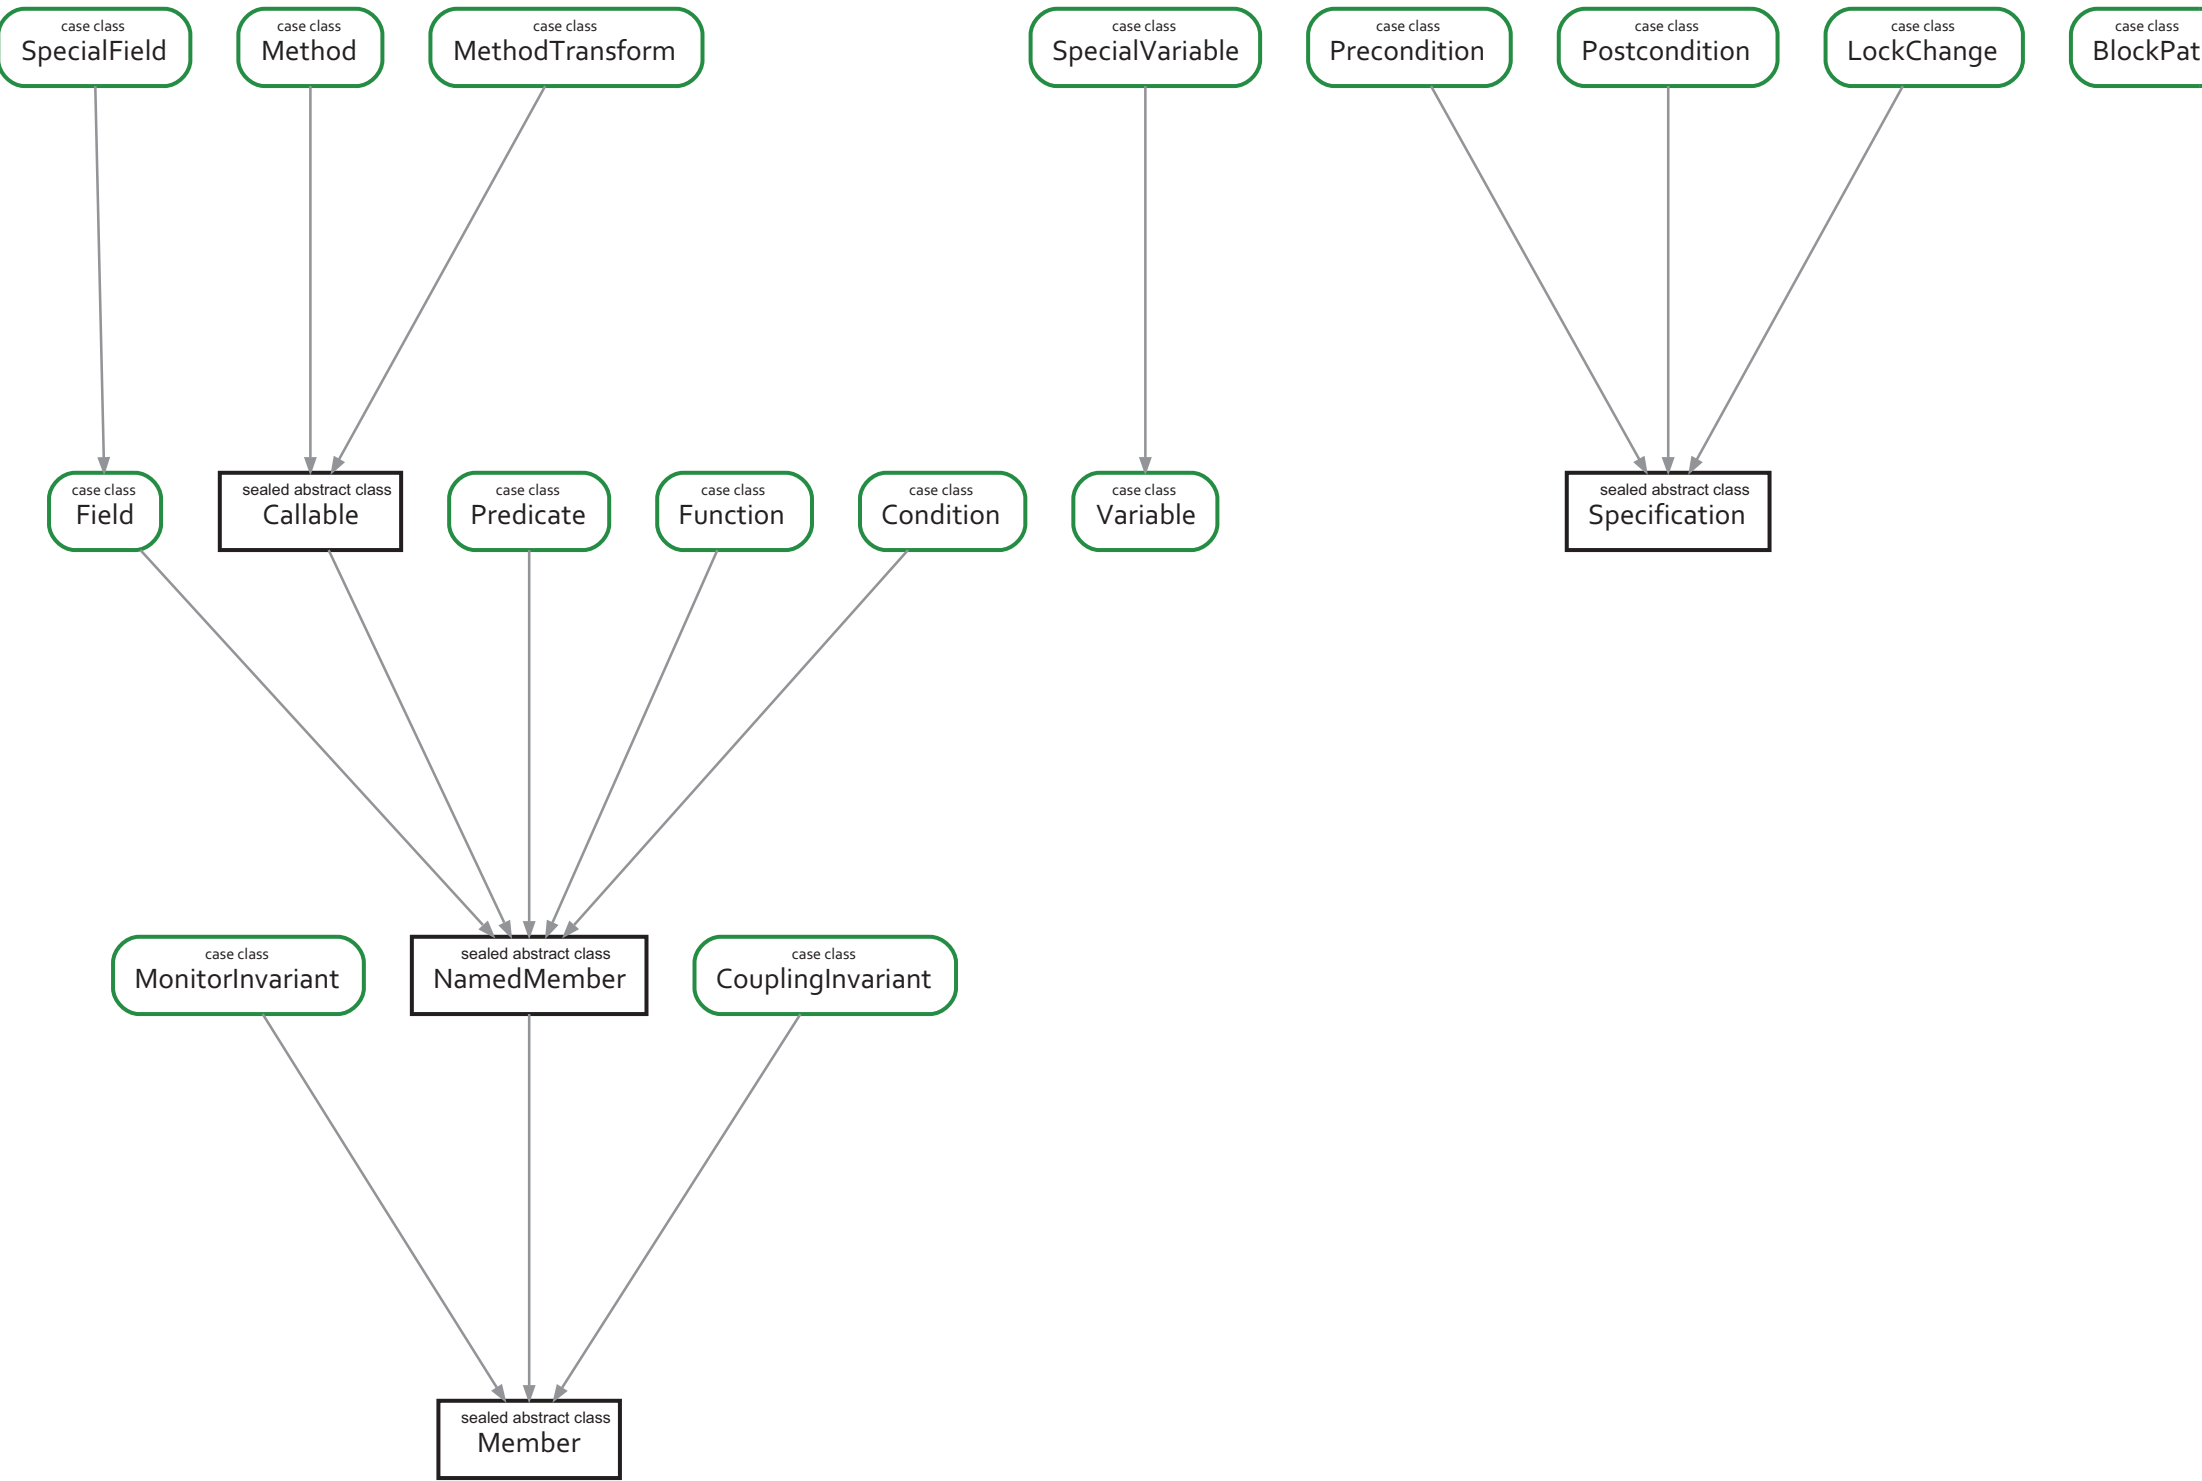 case class
SpecialField
case class
Method
case class
MethodTransform
case class
SpecialVariable
case class
Precondition
case class
Postcondition
case class
LockChange
case class
BlockPat
case class
Field
sealed abstract class
Callable
case class
Predicate
case class
Function
case class
Condition
case class
Variable
sealed abstract class
Specification
case class
MonitorInvariant
sealed abstract class
NamedMember
case class
CouplingInvariant
sealed abstract class
Member